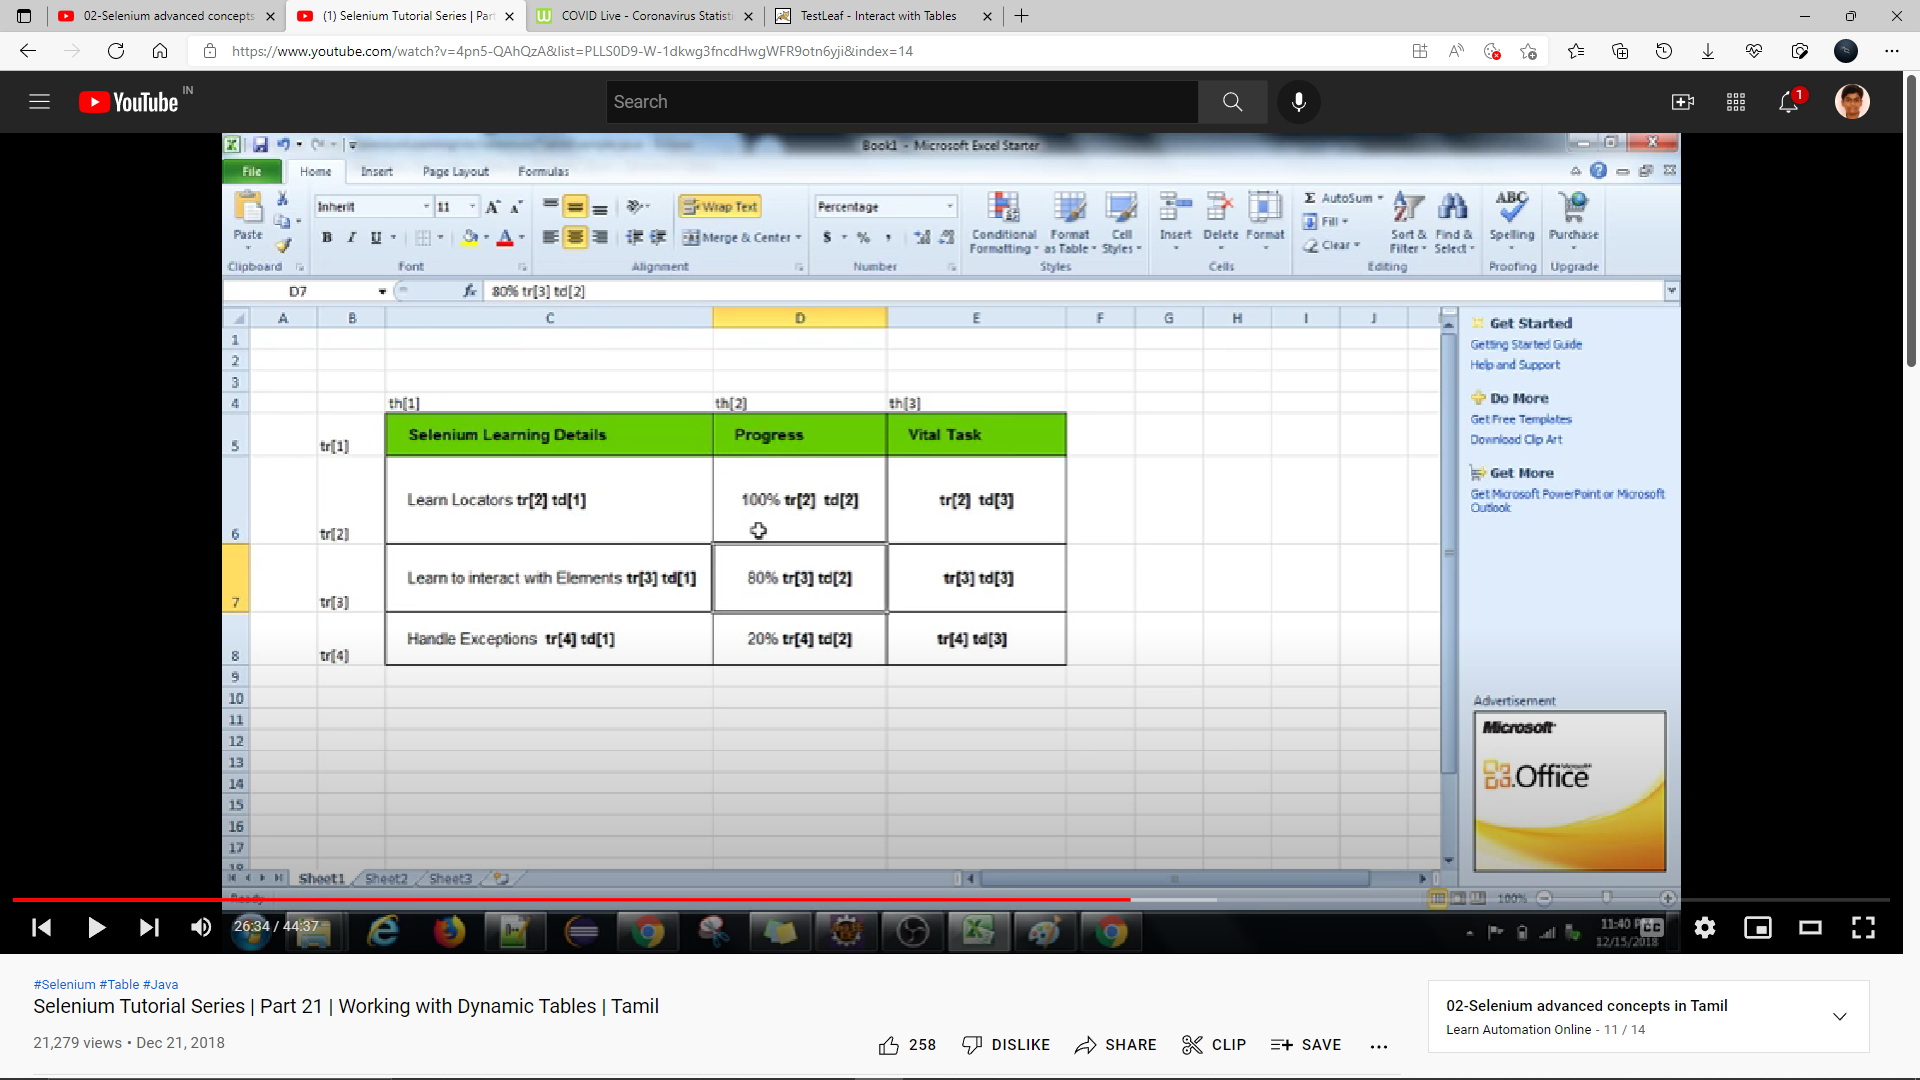 02-Selenium advanced concepts
(1) Selenium Tutorial Series | Part
COVID Live - Coronavirus Statisti
TestLeaf - Interact with Tables
https://www.youtube.com/watch?v=4pn5-QAhQzA&list=PLLS0D9-W-1dkwg3fncdHwgWFR9otn6yji&index=14
YouTube IN
Search
1
Book1 - Microsoft Excel Starter
File Home Insert Page Layout Formulas
Paste
Clipboard
Inherit 11
B I U
Font
Wrap Text
Merge & Center
Alignment
Percentage
$ % ,
Number
Conditional Formatting
Format as Table
Cell Styles
Styles
Insert Delete Format
Cells
Σ AutoSum
Fill
Clear
Sort & Filter
Find & Select
Editing
ABC
Spelling
Proofing
Purchase
Upgrade
D7 fx 80% tr[3] td[2]
A B C D E F G H I J
1
2
3
4 th[1] th[2] th[3]
5 tr[1] Selenium Learning Details Progress Vital Task
6 tr[2] Learn Locators tr[2] td[1] 100% tr[2] td[2] tr[2] td[3]
7 tr[3] Learn to interact with Elements tr[3] td[1] 80% tr[3] td[2] tr[3] td[3]
8 tr[4] Handle Exceptions tr[4] td[1] 20% tr[4] td[2] tr[4] td[3]
9
10
11
12
13
14
15
16
17
18
Get Started
Getting Started Guide
Help and Support
Do More
Get Free Templates
Download Clip Art
Get More
Get Microsoft PowerPoint or Microsoft
Outlook
Advertisement
Microsoft
Microsoft Office
Sheet1 Sheet2 Sheet3
Ready
100%
26:34 / 44:37
11:40
CC
12/15/2018
#Selenium #Table #Java
Selenium Tutorial Series | Part 21 | Working with Dynamic Tables | Tamil
21,279 views • Dec 21, 2018
258 DISLIKE SHARE CLIP SAVE
02-Selenium advanced concepts in Tamil
Learn Automation Online - 11 / 14